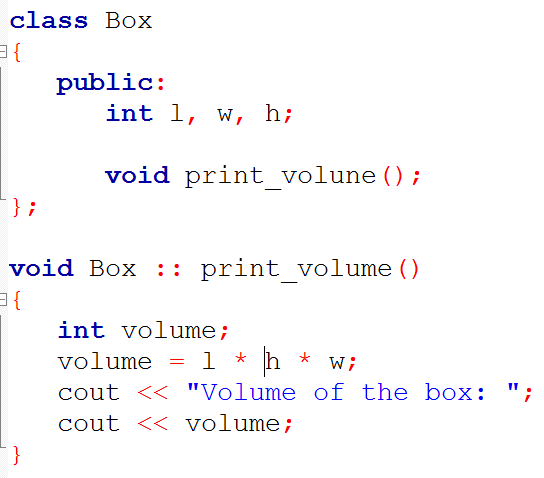 class Box
{
public:
int l, w, h;
void print_volune();
};
void Box :: print_volume()
{
int volume;
volume = l * h * w;
cout << "Volume of the box: ";
cout << volume;
}